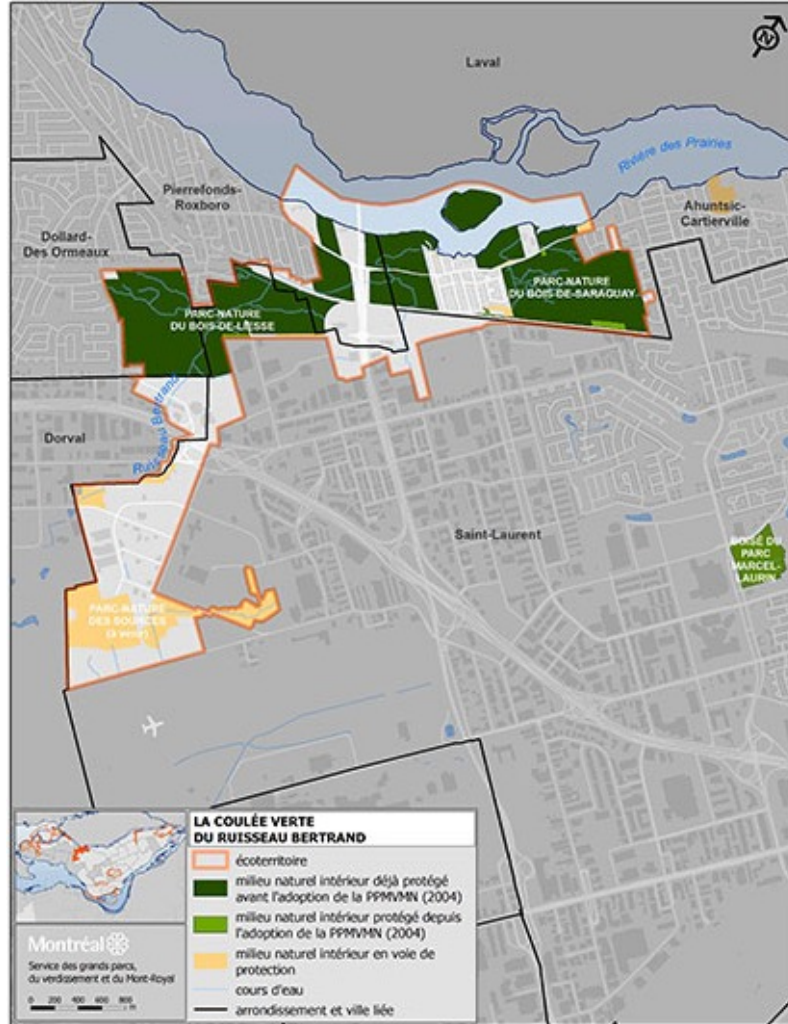 N
Laval
Rivière des Prairies
Pierrefonds-
Roxboro
Ahuntsic-
Cartierville
Dollard-
Des Ormeaux
PARC-NATURE
DU BOIS-DE-SARAGUAY
PARC-NATURE
DU BOIS-DE-LIESSE
Ruisseau Bertrand
Dorval
Saint-Laurent
BOISÉ DU
PARC
MARCEL-
LAURIN
PARC-NATURE
DES SOURCES
(à venir)
LA COULÉE VERTE
DU RUISSEAU BERTRAND
écoterritoire
milieu naturel intérieur déjà protégé
avant l'adoption de la PPMVMN (2004)
milieu naturel intérieur protégé depuis
l'adoption de la PPMVMN (2004)
milieu naturel intérieur en voie de
protection
cours d'eau
arrondissement et ville liée
Montréal
Service des grands parcs,
du verdissement et du Mont-Royal
0 200 400 600 800
m